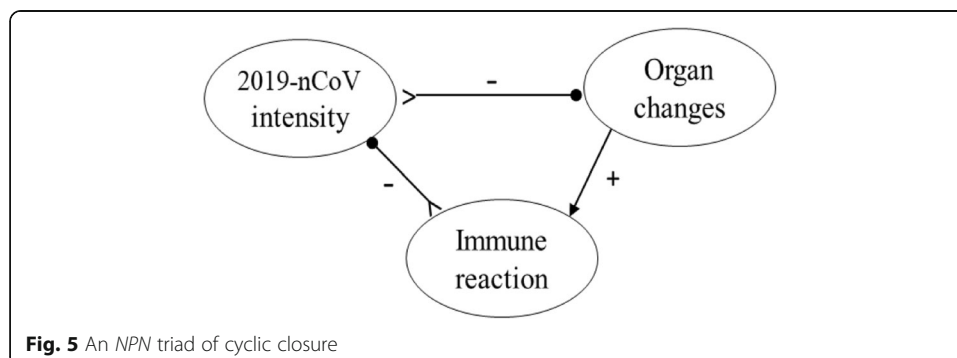 2019-nCoV
intensity
-
Organ
changes
-
+
Immune
reaction
Fig. 5 An NPN triad of cyclic closure